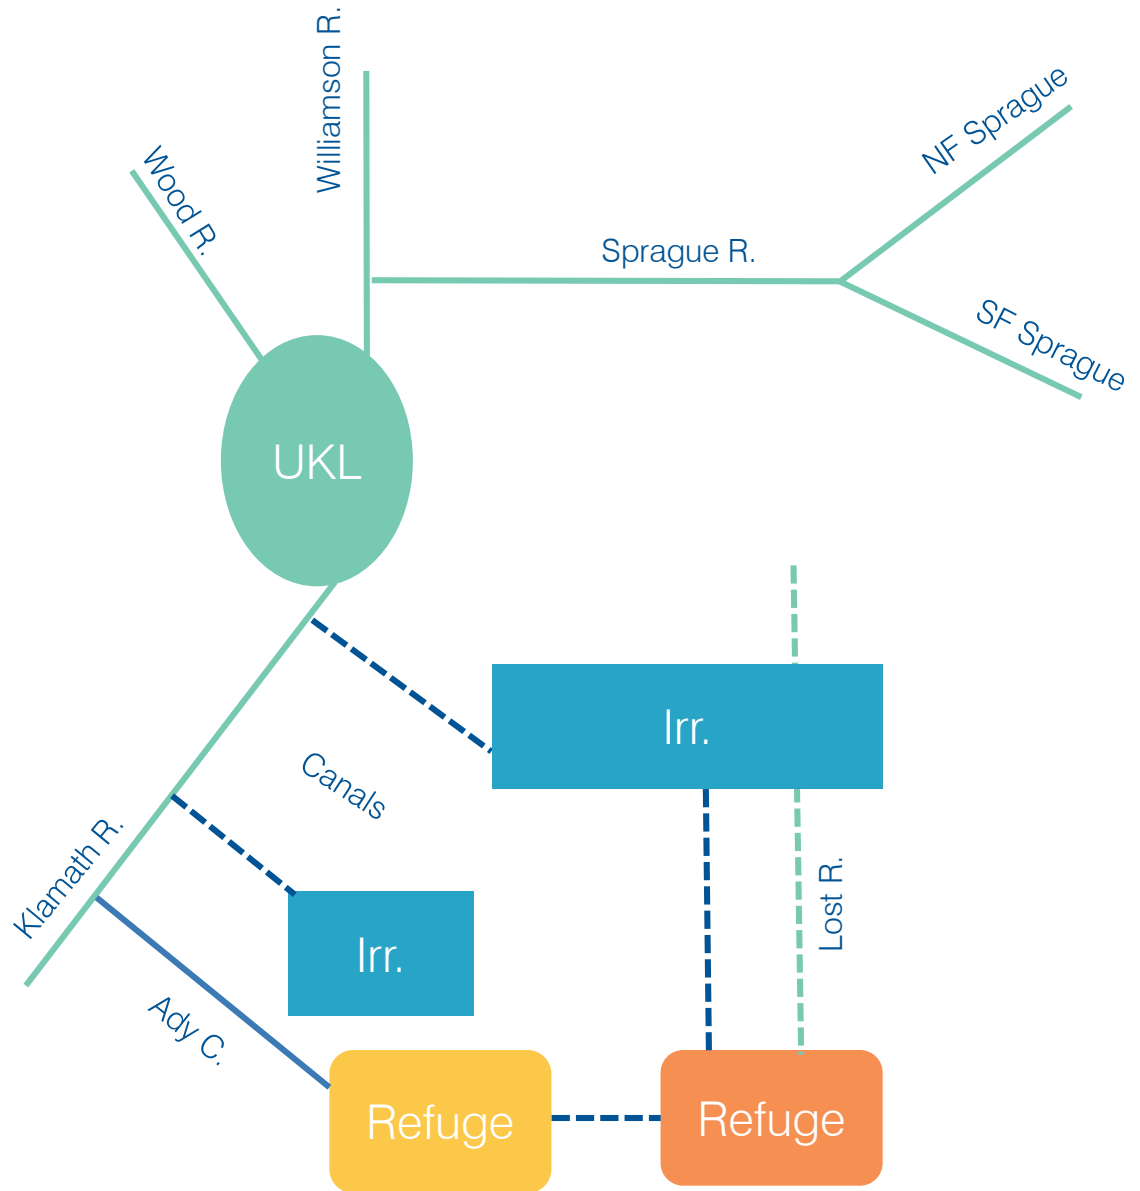 Williamson R.
Wood R.
NF Sprague
Sprague R.
SF Sprague
UKL
Irr.
Canals
Klamath R.
Lost R.
Irr.
Ady C.
Refuge
Refuge